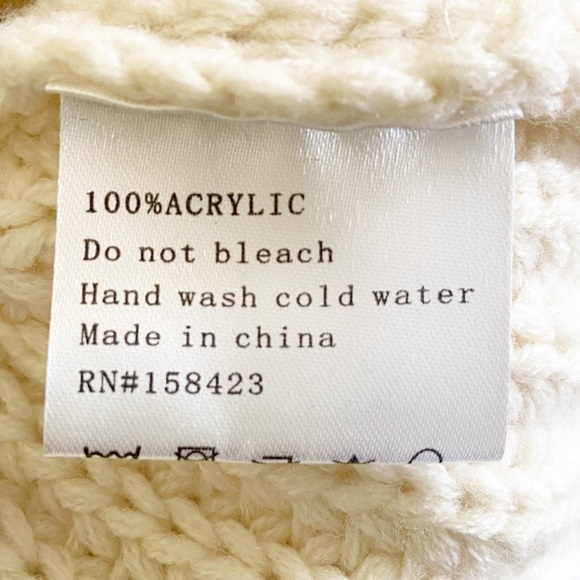 100%ACRYLIC
Do not bleach
Hand wash cold water
Made in china
RN#158423